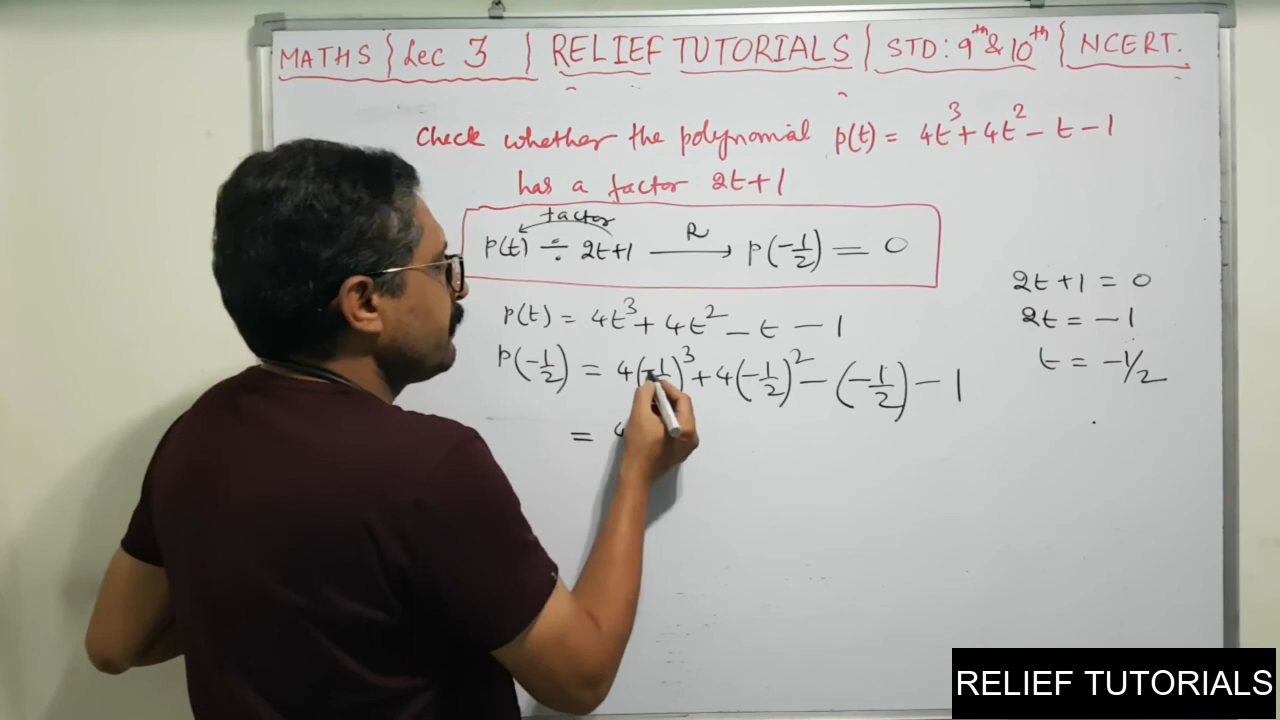 MATHS | Lec 3 | RELIEF TUTORIALS | STD: 9th & 10th | NCERT.
Check whether the polynomial p(t) = 4t³ + 4t² - t - 1
has a factor 2t+1
factor
p(t) ÷ 2t+1 → R p(-1/2) = 0
p(t) = 4t³ + 4t² - t - 1
p(-1/2) = 4(-1/2)³ + 4(-1/2)² - (-1/2) - 1
= 4
2t + 1 = 0
2t = -1
t = -1/2
RELIEF TUTORIALS